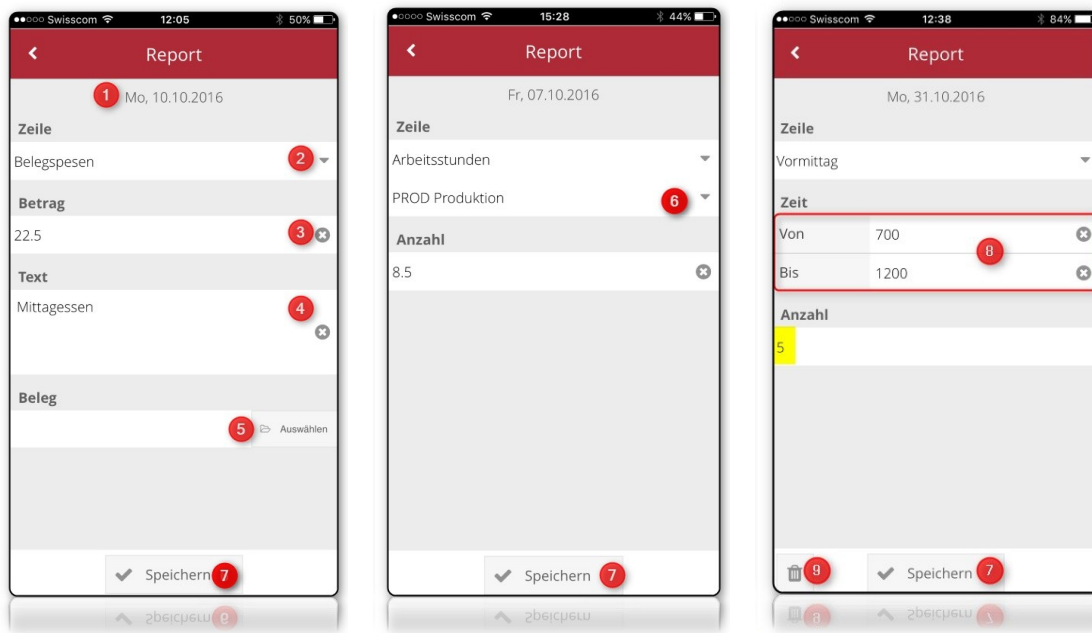 ●●○○○ Swisscom 12:05 50%
Report
1 Mo, 10.10.2016
Zeile
Belegspesen 2
Betrag
22.5 3
Text
Mittagessen 4
Beleg
5 Auswählen
Speichern 7
●○○○○ Swisscom 15:28 44%
Report
Fr, 07.10.2016
Zeile
Arbeitsstunden
PROD Produktion 6
Anzahl
8.5
Speichern 7
●●○○○ Swisscom 12:38 84%
Report
Mo, 31.10.2016
Zeile
Vormittag
Zeit
Von 700
8
Bis 1200
Anzahl
5
9 Speichern 7